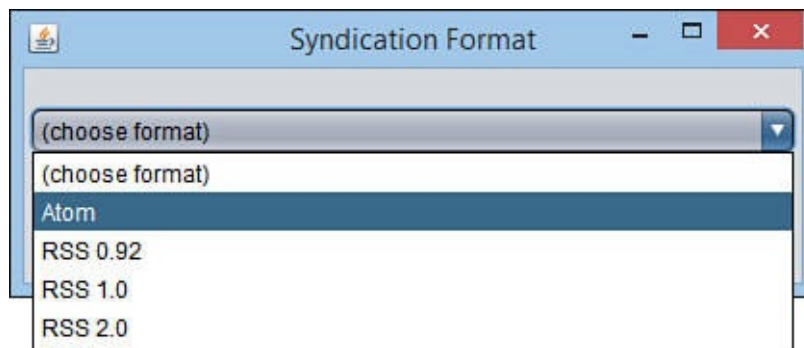 Syndication Format
(choose format)
(choose format)
Atom
RSS 0.92
RSS 1.0
RSS 2.0